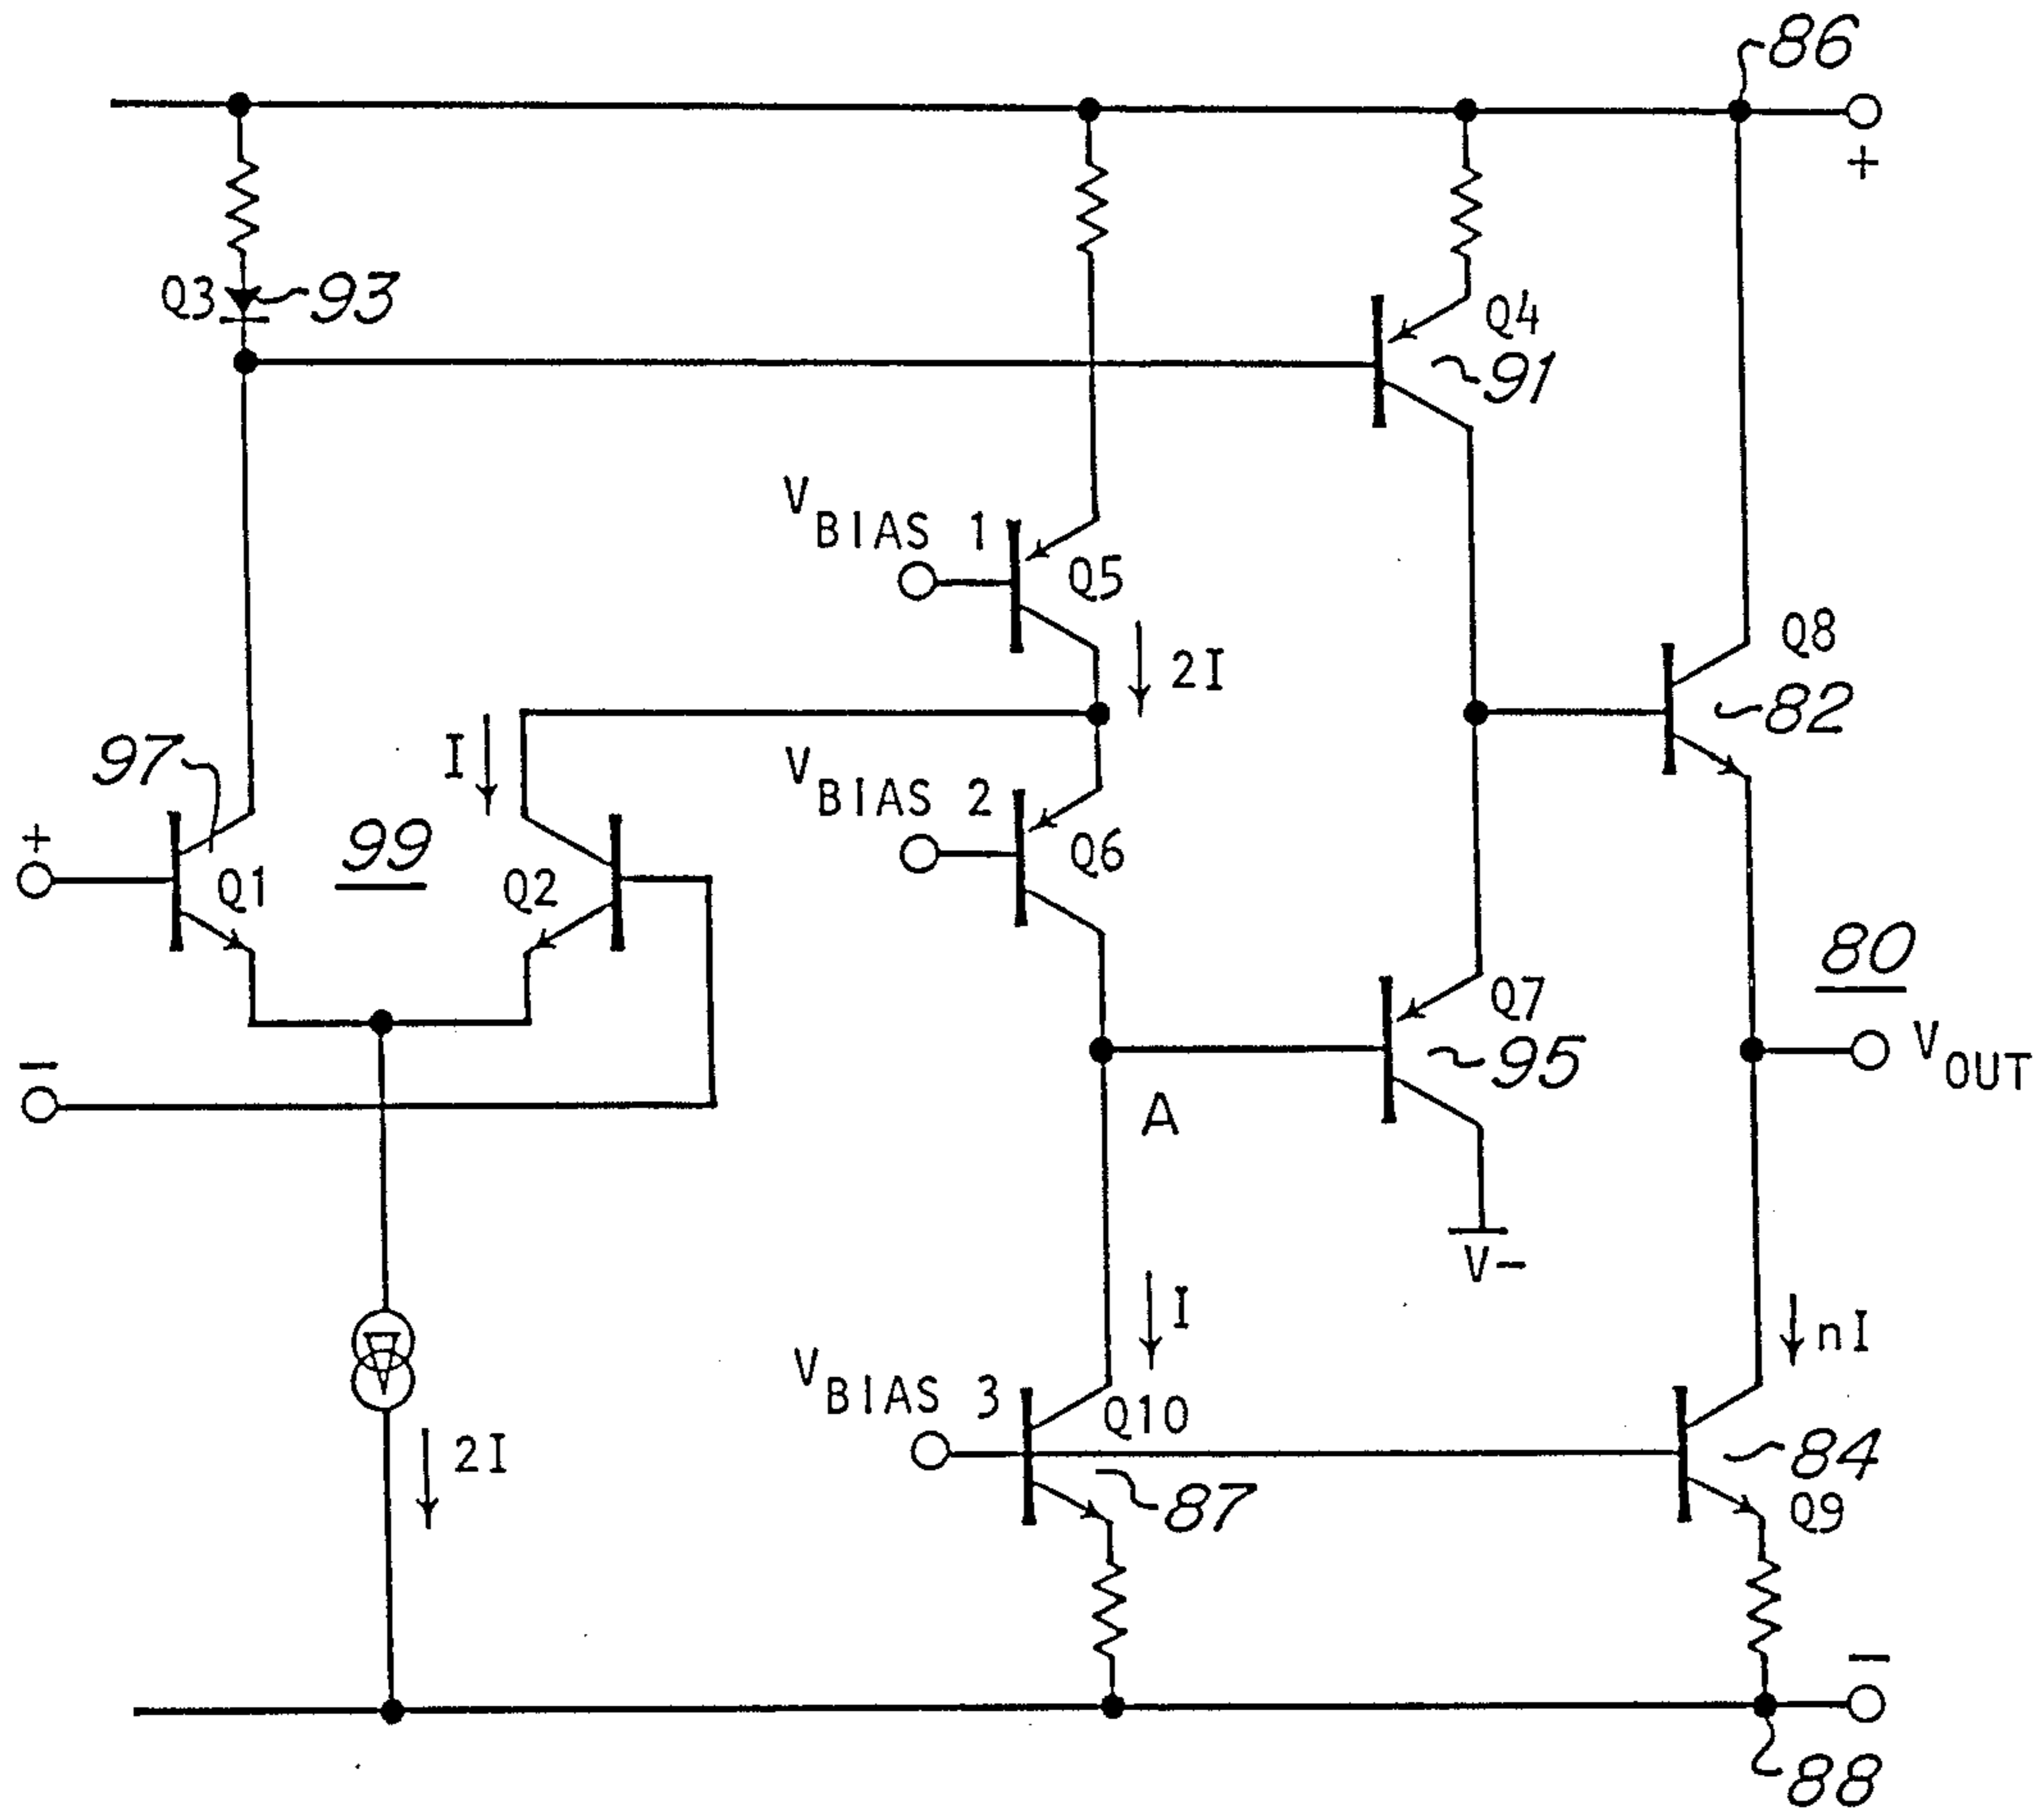 86
+
Q3
93
Q4
91
V BIAS 1
Q5
2I
Q8
82
97
I
V BIAS 2
+
Q1
99
Q2
Q6
80
Q7
95
V OUT
−
A
V−
I
nI
V BIAS 3
Q10
2I
87
84
Q9
−
88